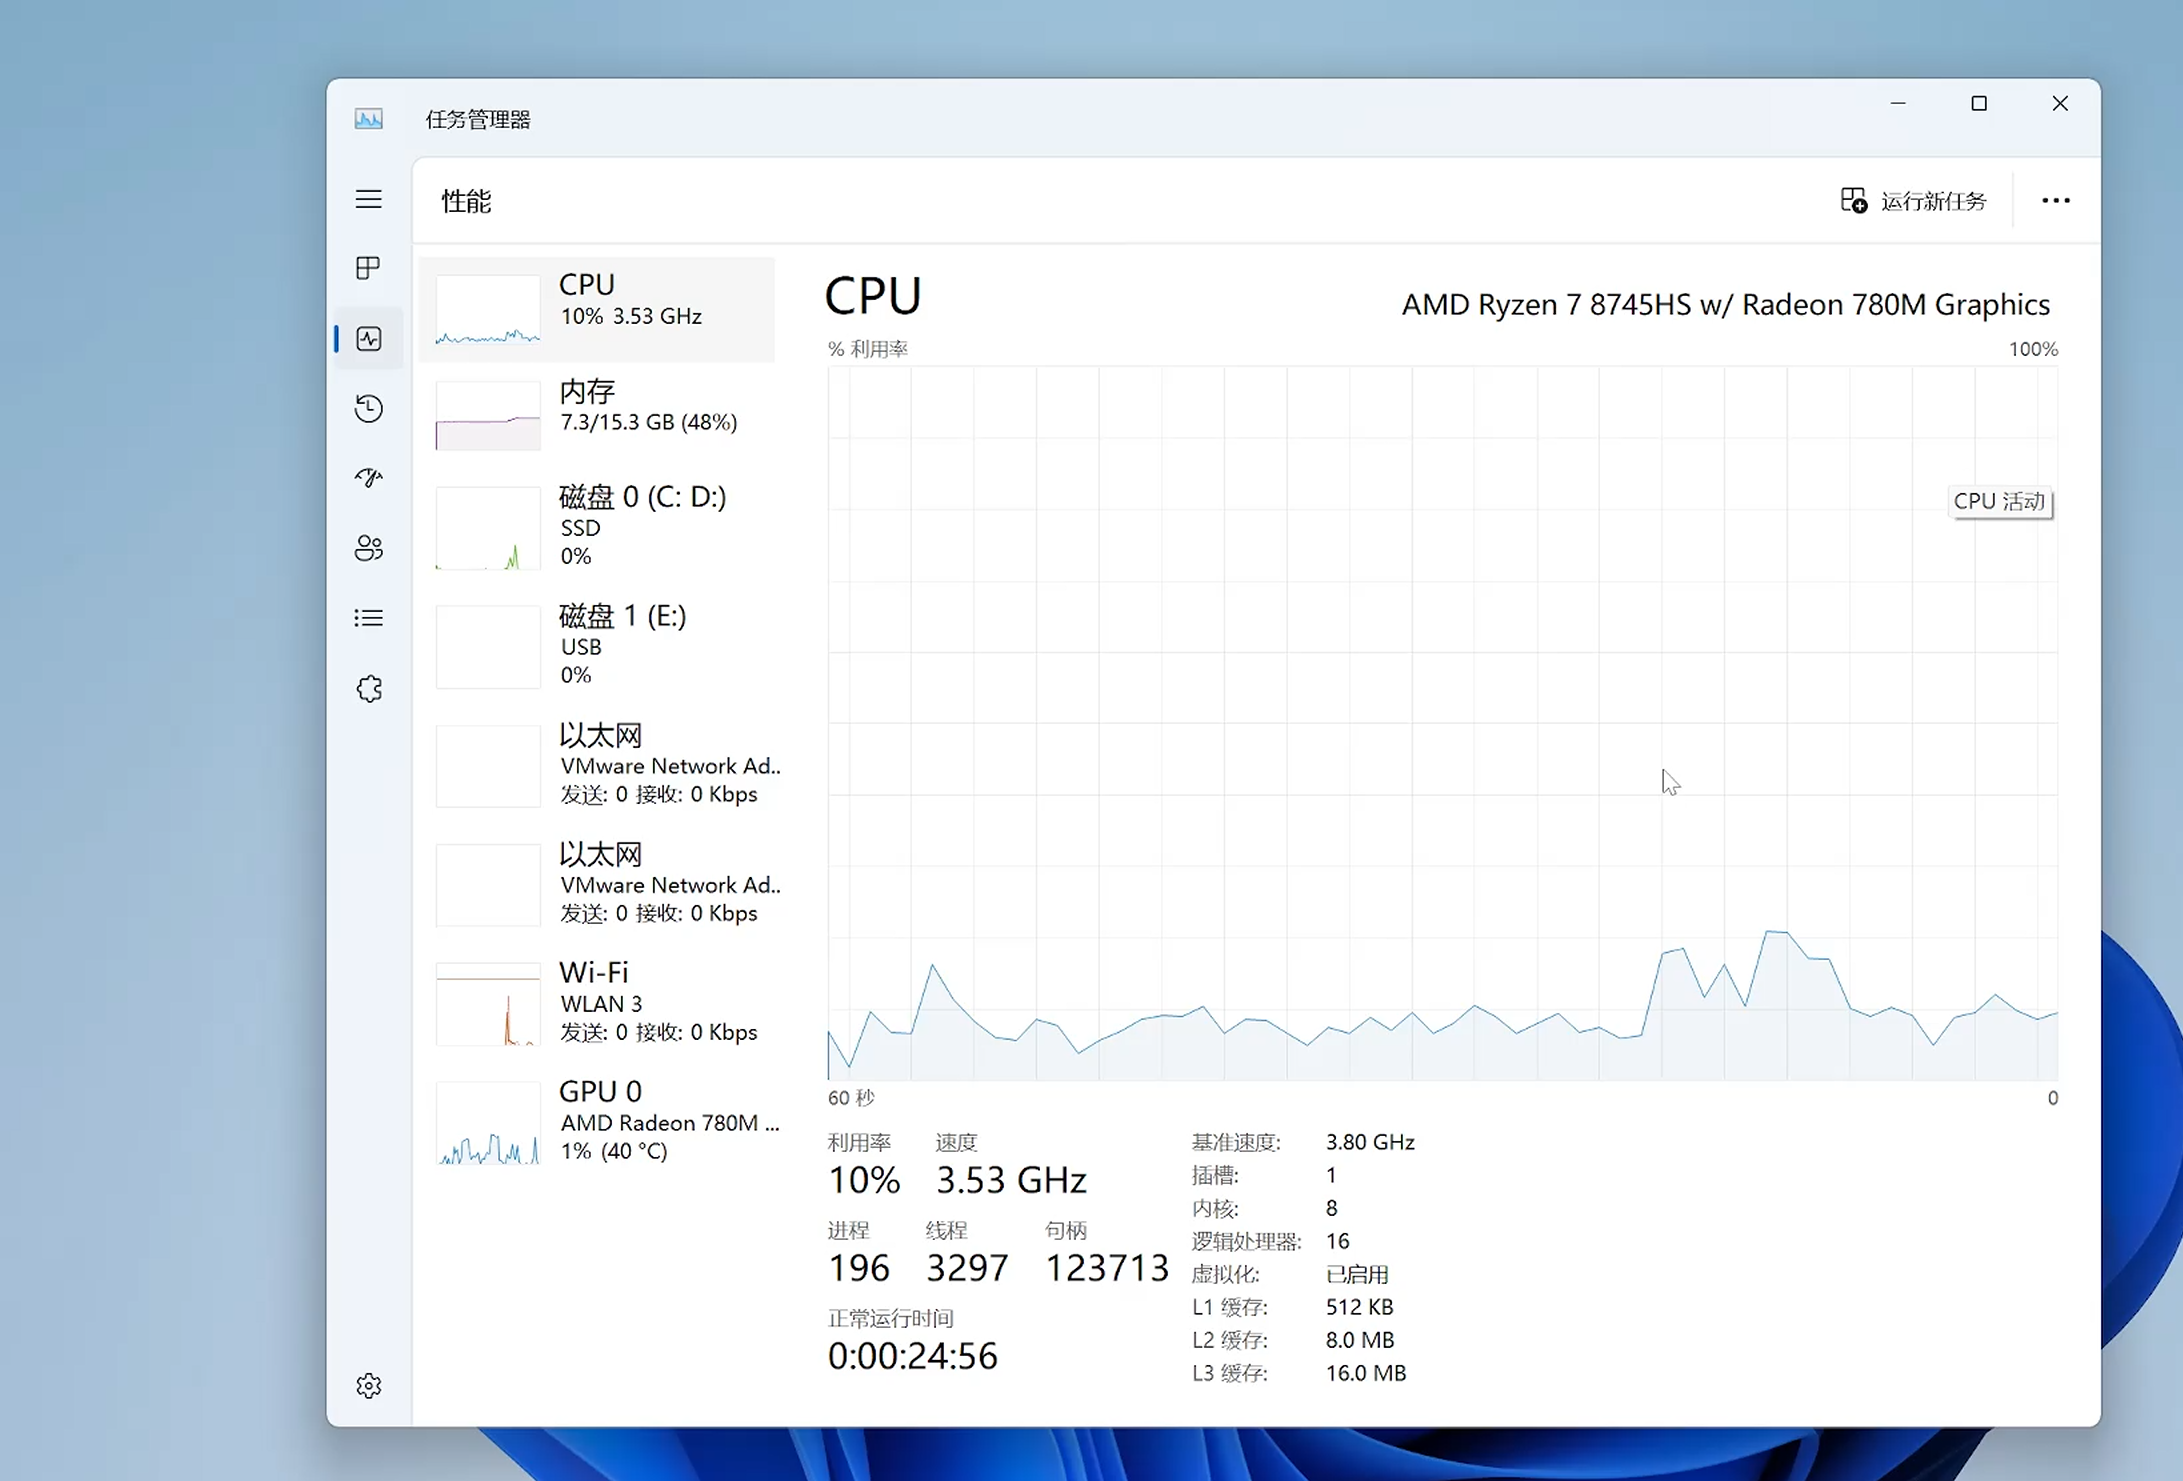 任务管理器
性能
运行新任务
CPU
10% 3.53 GHz
内存
7.3/15.3 GB (48%)
磁盘 0 (C: D:)
SSD
0%
磁盘 1 (E:)
USB
0%
以太网
VMware Network Ad..
发送: 0 接收: 0 Kbps
以太网
VMware Network Ad..
发送: 0 接收: 0 Kbps
Wi-Fi
WLAN 3
发送: 0 接收: 0 Kbps
GPU 0
AMD Radeon 780M ...
1% (40 °C)
CPU
AMD Ryzen 7 8745HS w/ Radeon 780M Graphics
% 利用率
100%
CPU 活动
60 秒
0
利用率 速度
10% 3.53 GHz
进程 线程 句柄
196 3297 123713
正常运行时间
0:00:24:56
基准速度: 3.80 GHz
插槽: 1
内核: 8
逻辑处理器: 16
虚拟化: 已启用
L1 缓存: 512 KB
L2 缓存: 8.0 MB
L3 缓存: 16.0 MB